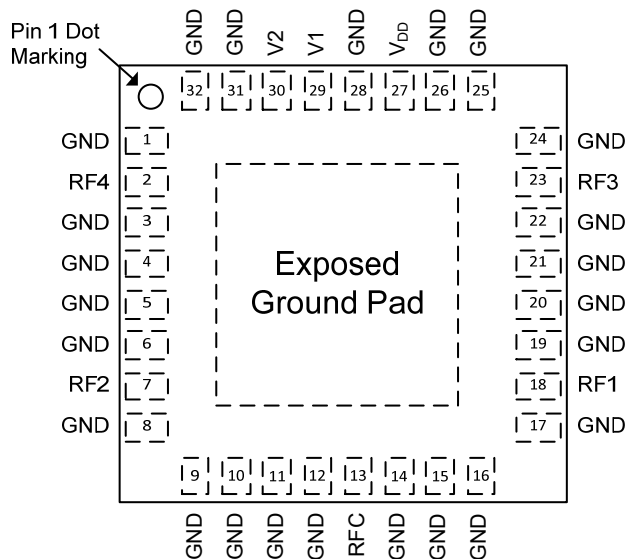 Pin 1 Dot
Marking
GND GND V2 V1 GND VDD GND GND
32 31 30 29 28 27 26 25
GND 1 24 GND
RF4 2 23 RF3
GND 3 22 GND
GND 4 21 GND
GND 5 20 GND
GND 6 19 GND
RF2 7 18 RF1
GND 8 17 GND
Exposed
Ground Pad
9 10 11 12 13 14 15 16
GND GND GND GND RFC GND GND GND